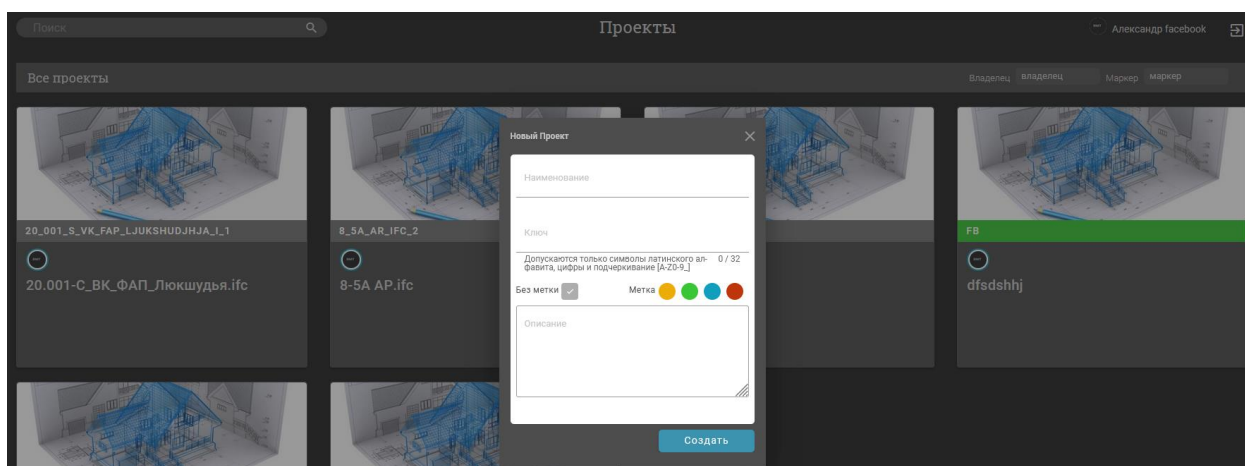 Поиск
Проекты
Александр facebook
Все проекты
Владелец владелец Маркер маркер
20_001_S_VK_FAP_LJUKSHUDJHJA_I_1
20.001-С_ВК_ФАП_Люкшудья.ifc
8_5A_AR_IFC_2
8-5А АР.ifc
FB
dfsdshhj
Новый Проект
Наименование
Ключ
Допускаются только символы латинского ал-
фавита, цифры и подчеркивание [A-Z0-9_]
0 / 32
Без метки
Метка
Описание
Создать